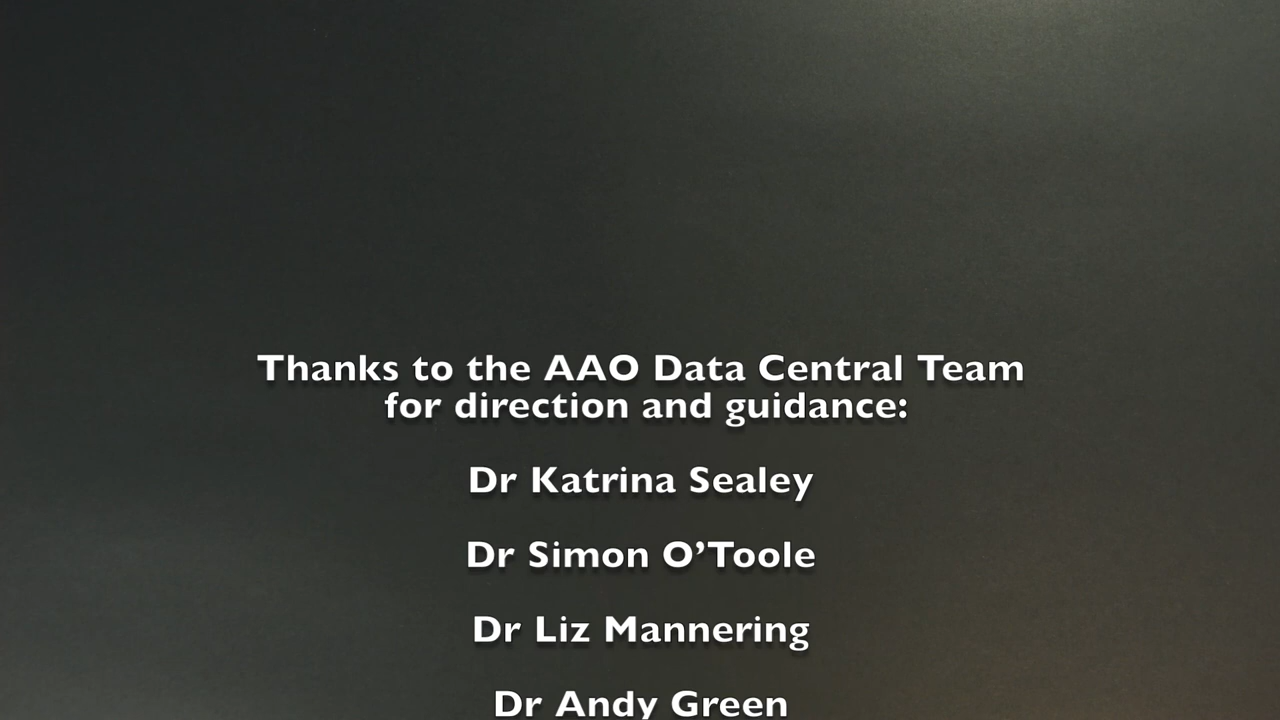 Thanks to the AAO Data Central Team
for direction and guidance:
Dr Katrina Sealey
Dr Simon O’Toole
Dr Liz Mannering
Dr Andy Green